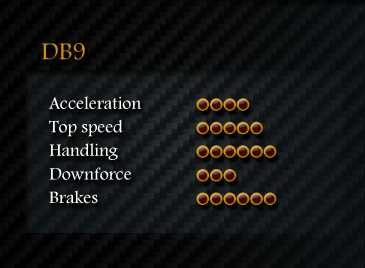 DB9
Acceleration
Top speed
Handling
Downforce
Brakes